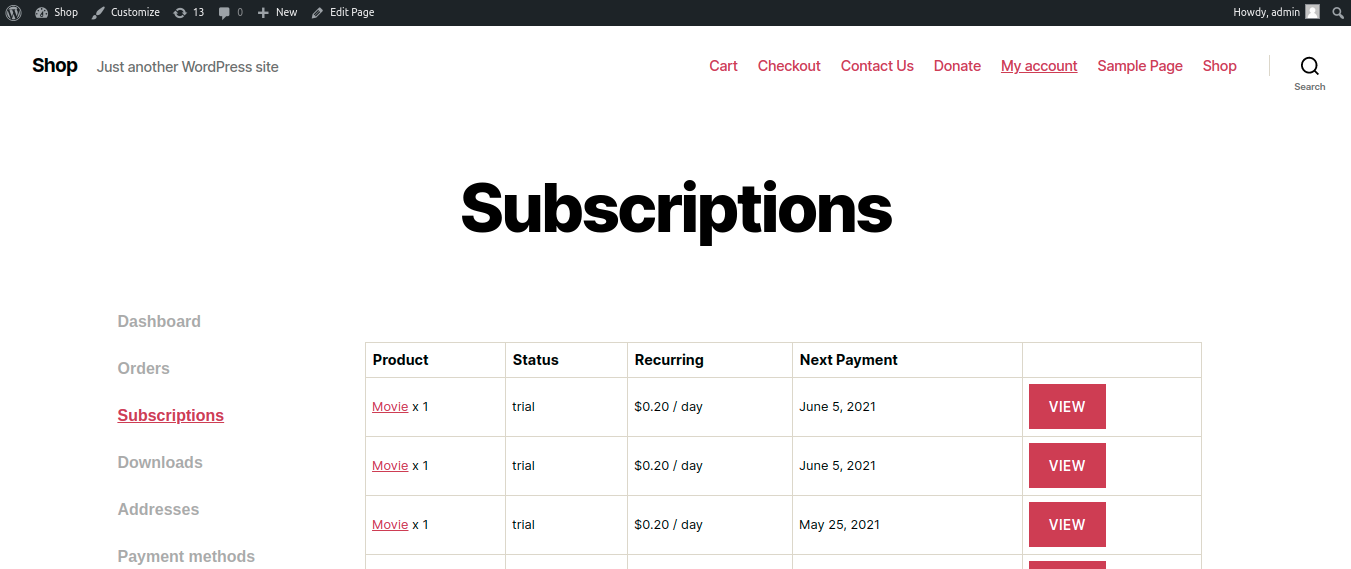 Shop Customize 13 0 New Edit Page Howdy, admin
Shop Just another WordPress site Cart Checkout Contact Us Donate My account Sample Page Shop Search
Subscriptions
Dashboard
Orders
Subscriptions
Downloads
Addresses
Payment methods
Product Status Recurring Next Payment
Movie x 1 trial $0.20 / day June 5, 2021 VIEW
Movie x 1 trial $0.20 / day June 5, 2021 VIEW
Movie x 1 trial $0.20 / day May 25, 2021 VIEW